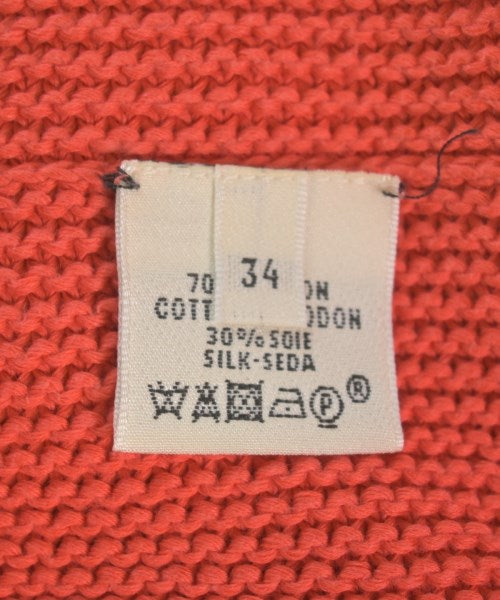 34
70 ON
COTT ODON
30% SOIE
SILK-SEDA
P ®